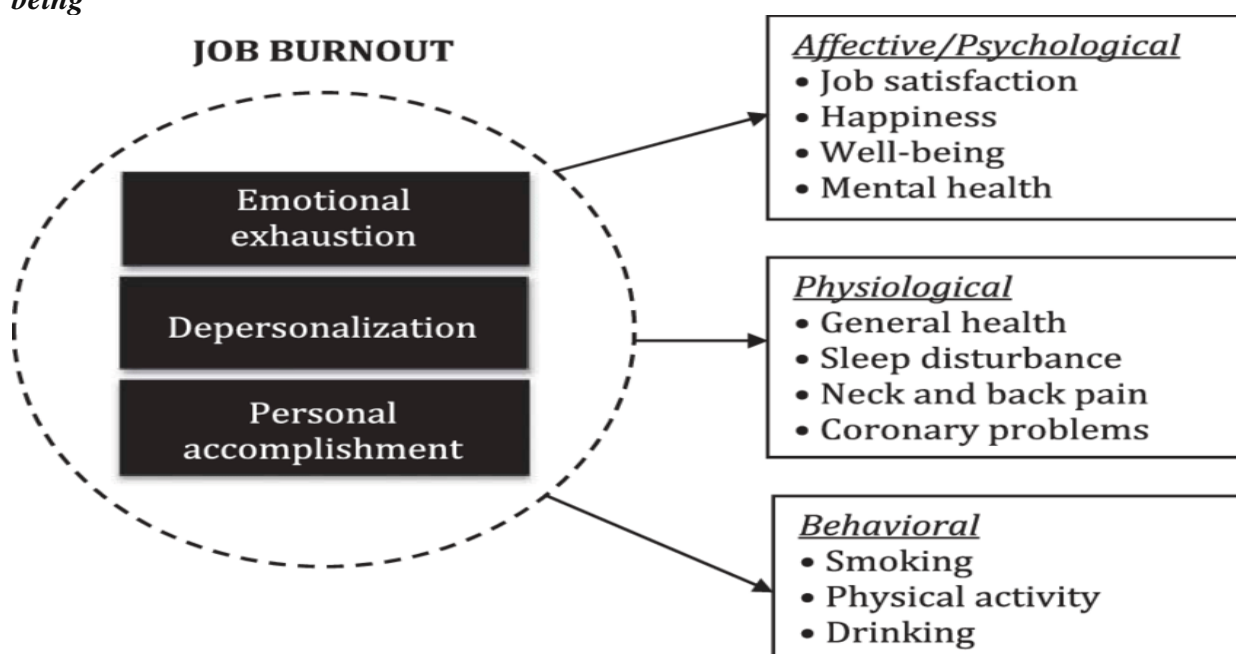 being
JOB BURNOUT
Emotional
exhaustion
Depersonalization
Personal
accomplishment
Affective/Psychological
• Job satisfaction
• Happiness
• Well-being
• Mental health
Physiological
• General health
• Sleep disturbance
• Neck and back pain
• Coronary problems
Behavioral
• Smoking
• Physical activity
• Drinking